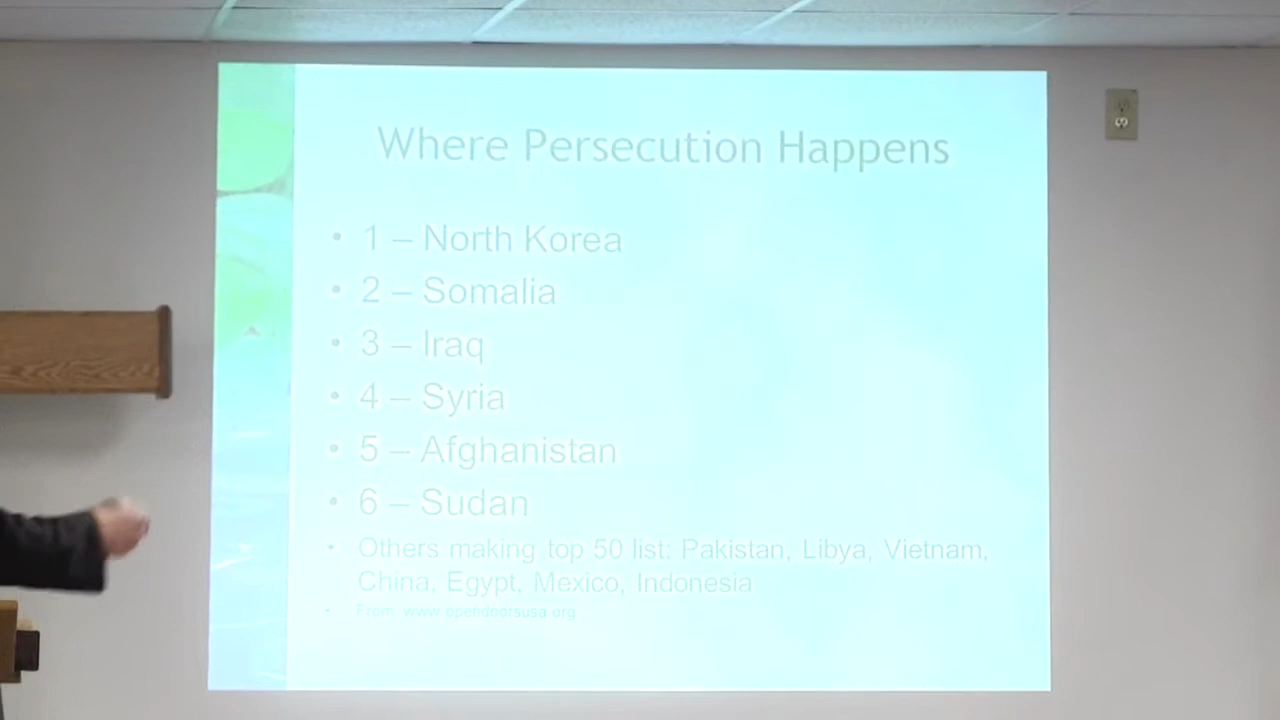 Where Persecution Happens
• 1 – North Korea
• 2 – Somalia
• 3 – Iraq
• 4 – Syria
• 5 – Afghanistan
• 6 – Sudan
• Others making top 50 list: Pakistan, Libya, Vietnam,
China, Egypt, Mexico, Indonesia
• From www.opendoorsusa.org